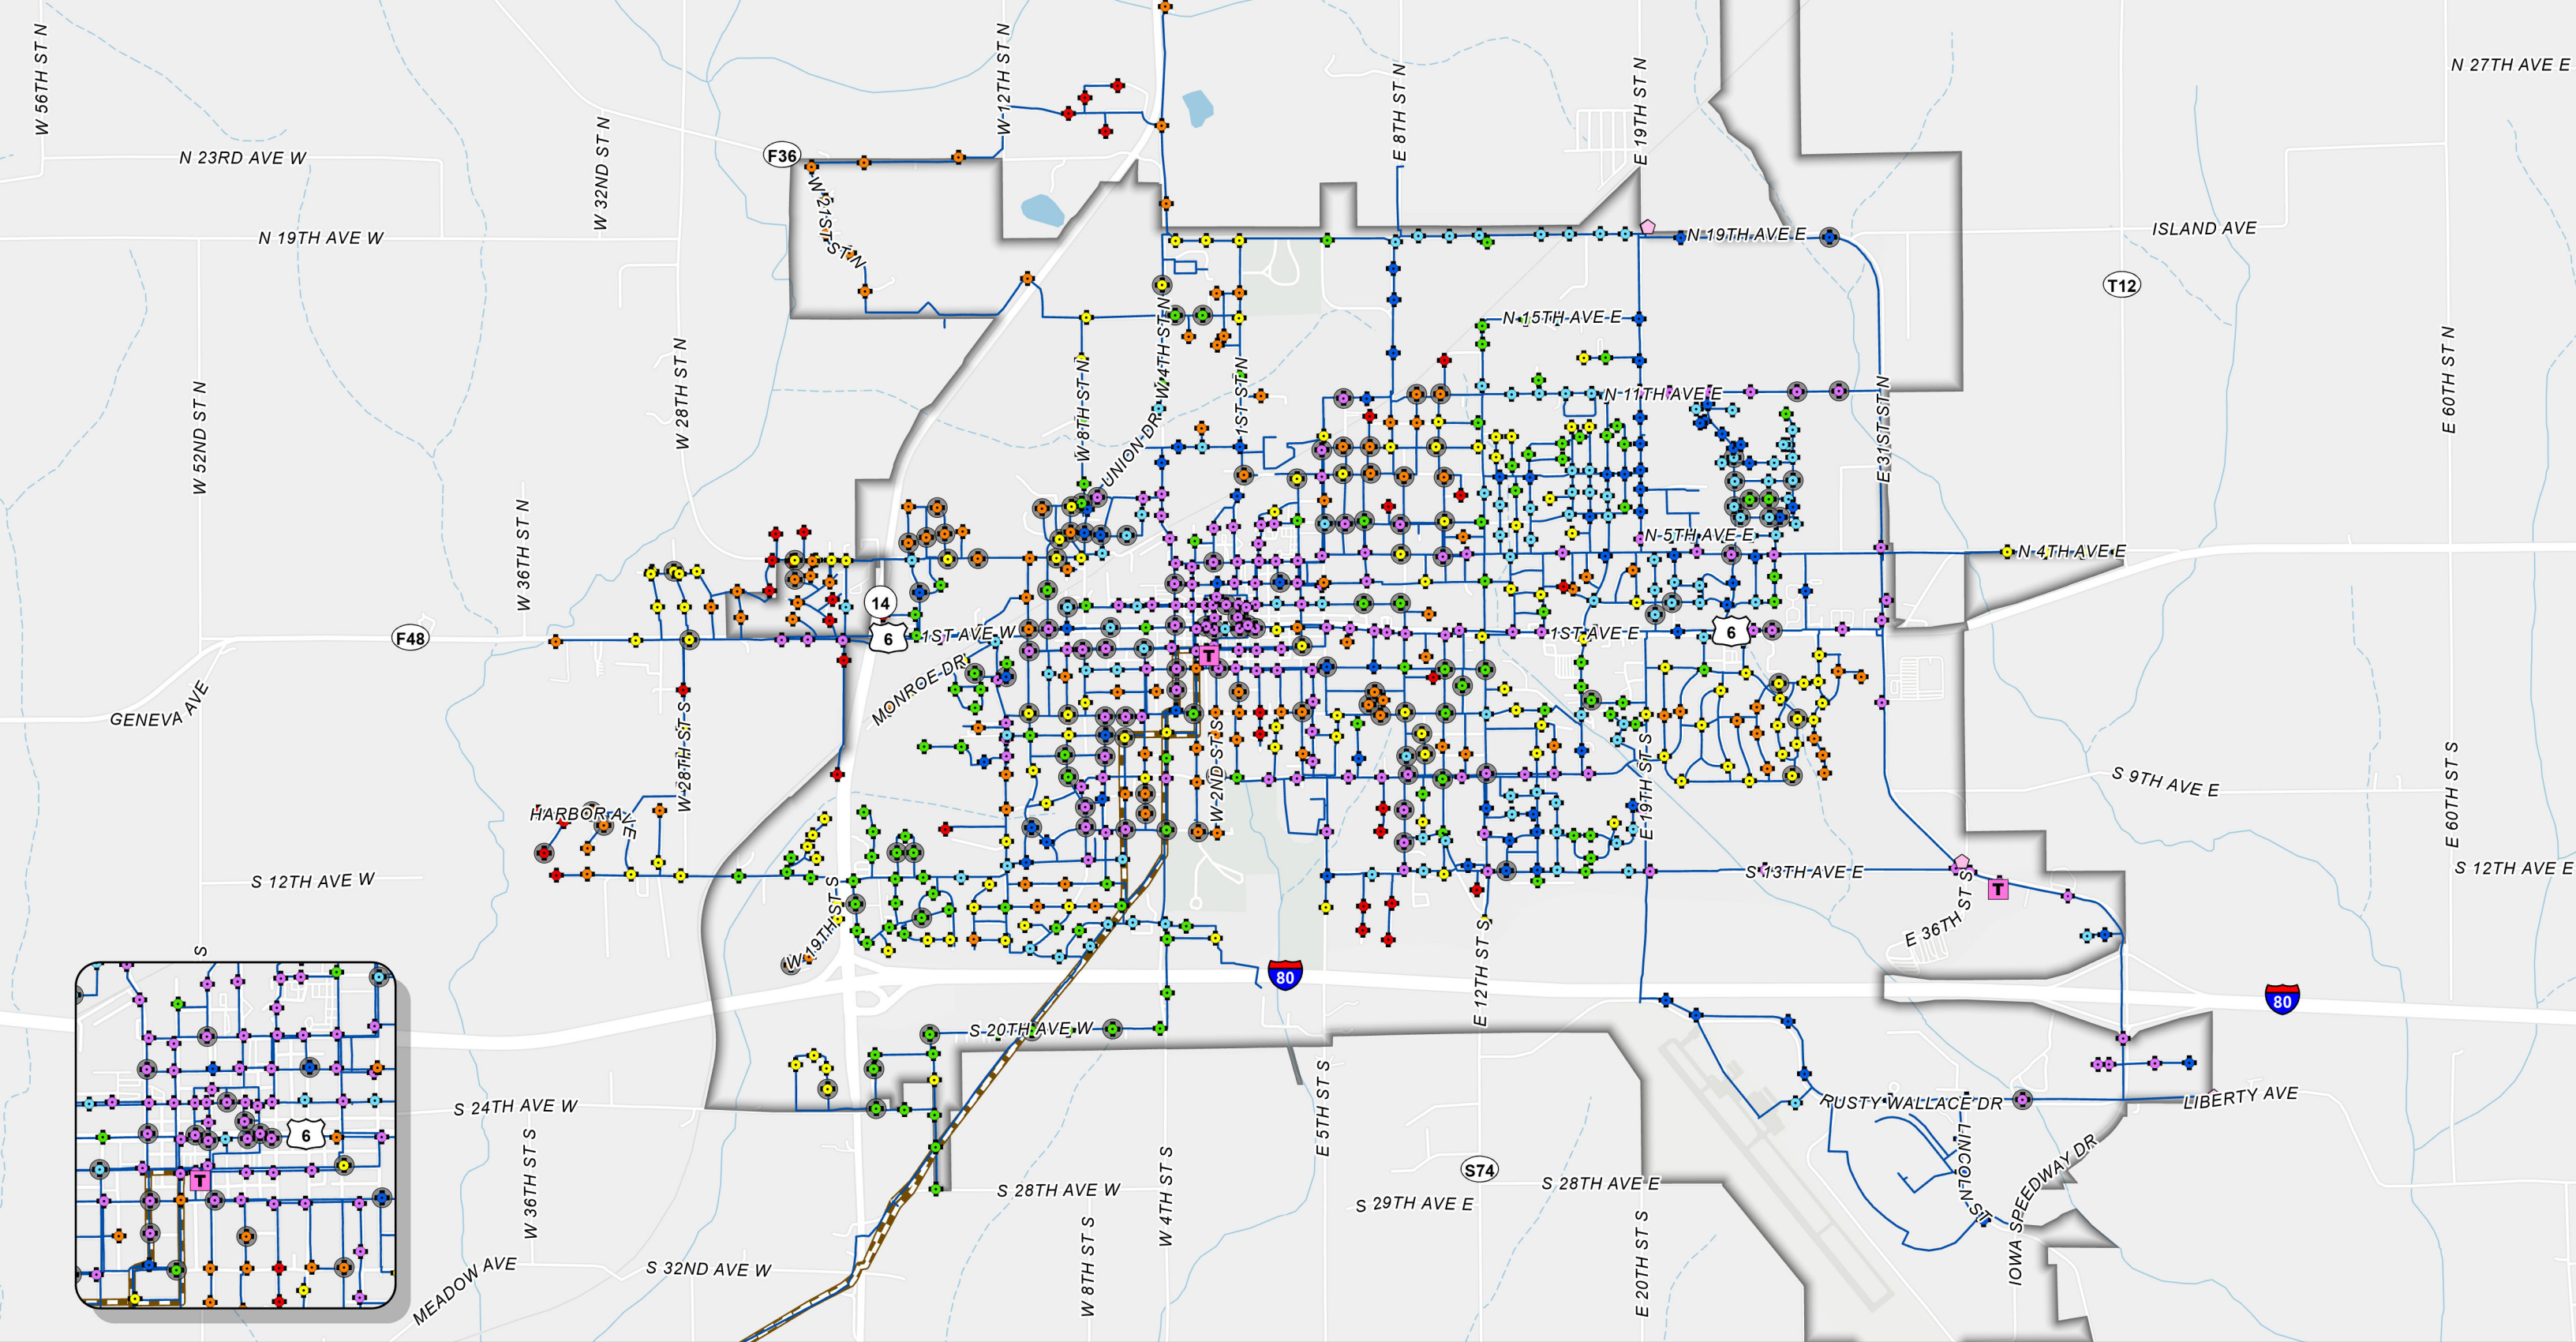 W 56TH ST N
W 12TH ST N
E 8TH ST N
E 19TH ST N
N 27TH AVE E
W 32ND ST N
N 23RD AVE W
F36
W 21ST ST N
N 19TH AVE W
N 19TH AVE E
ISLAND AVE
T12
N 15TH AVE E
W 28TH ST N
W 8TH ST N
W 4TH ST N
1ST ST N
W 52ND ST N
N 11TH AVE E
E 31ST ST N
E 60TH ST N
UNION DR
W 36TH ST N
N 5TH AVE E
N 4TH AVE E
14
F48
6
1ST AVE W
1ST AVE E
6
MONROE DR
T
GENEVA AVE
W 28TH ST S
W 2ND ST S
E 19TH ST S
S 9TH AVE E
E 60TH ST S
HARBOR AVE
S 12TH AVE W
S 13TH AVE E
S 12TH AVE E
T
W 19TH ST S
E 36TH ST S
E 12TH ST S
S
80
80
S 20TH AVE W
E 5TH ST S
S 24TH AVE W
RUSTY WALLACE DR
LIBERTY AVE
6
W 36TH ST S
W 4TH ST S
LINCOLN ST
IOWA SPEEDWAY DR
T
S74
S 28TH AVE W
S 28TH AVE E
S 29TH AVE E
W 8TH ST S
E 20TH ST S
MEADOW AVE
S 32ND AVE W